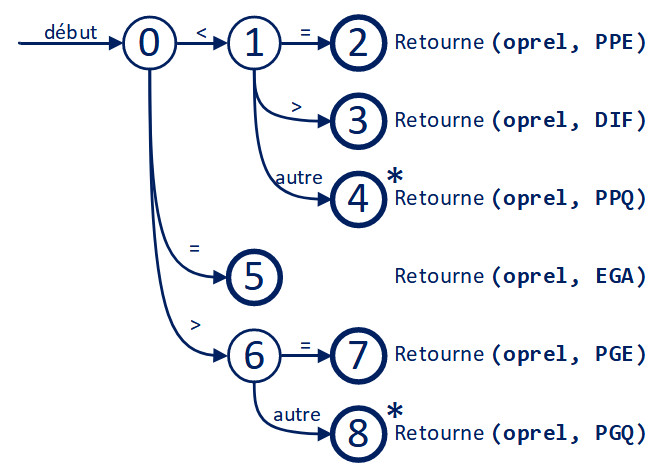 début 0 < 1 = 2 Retourne (oprel, PPE)
> 3 Retourne (oprel, DIF)
autre 4 * Retourne (oprel, PPQ)
= 5 Retourne (oprel, EGA)
> 6 = 7 Retourne (oprel, PGE)
autre 8 * Retourne (oprel, PGQ)